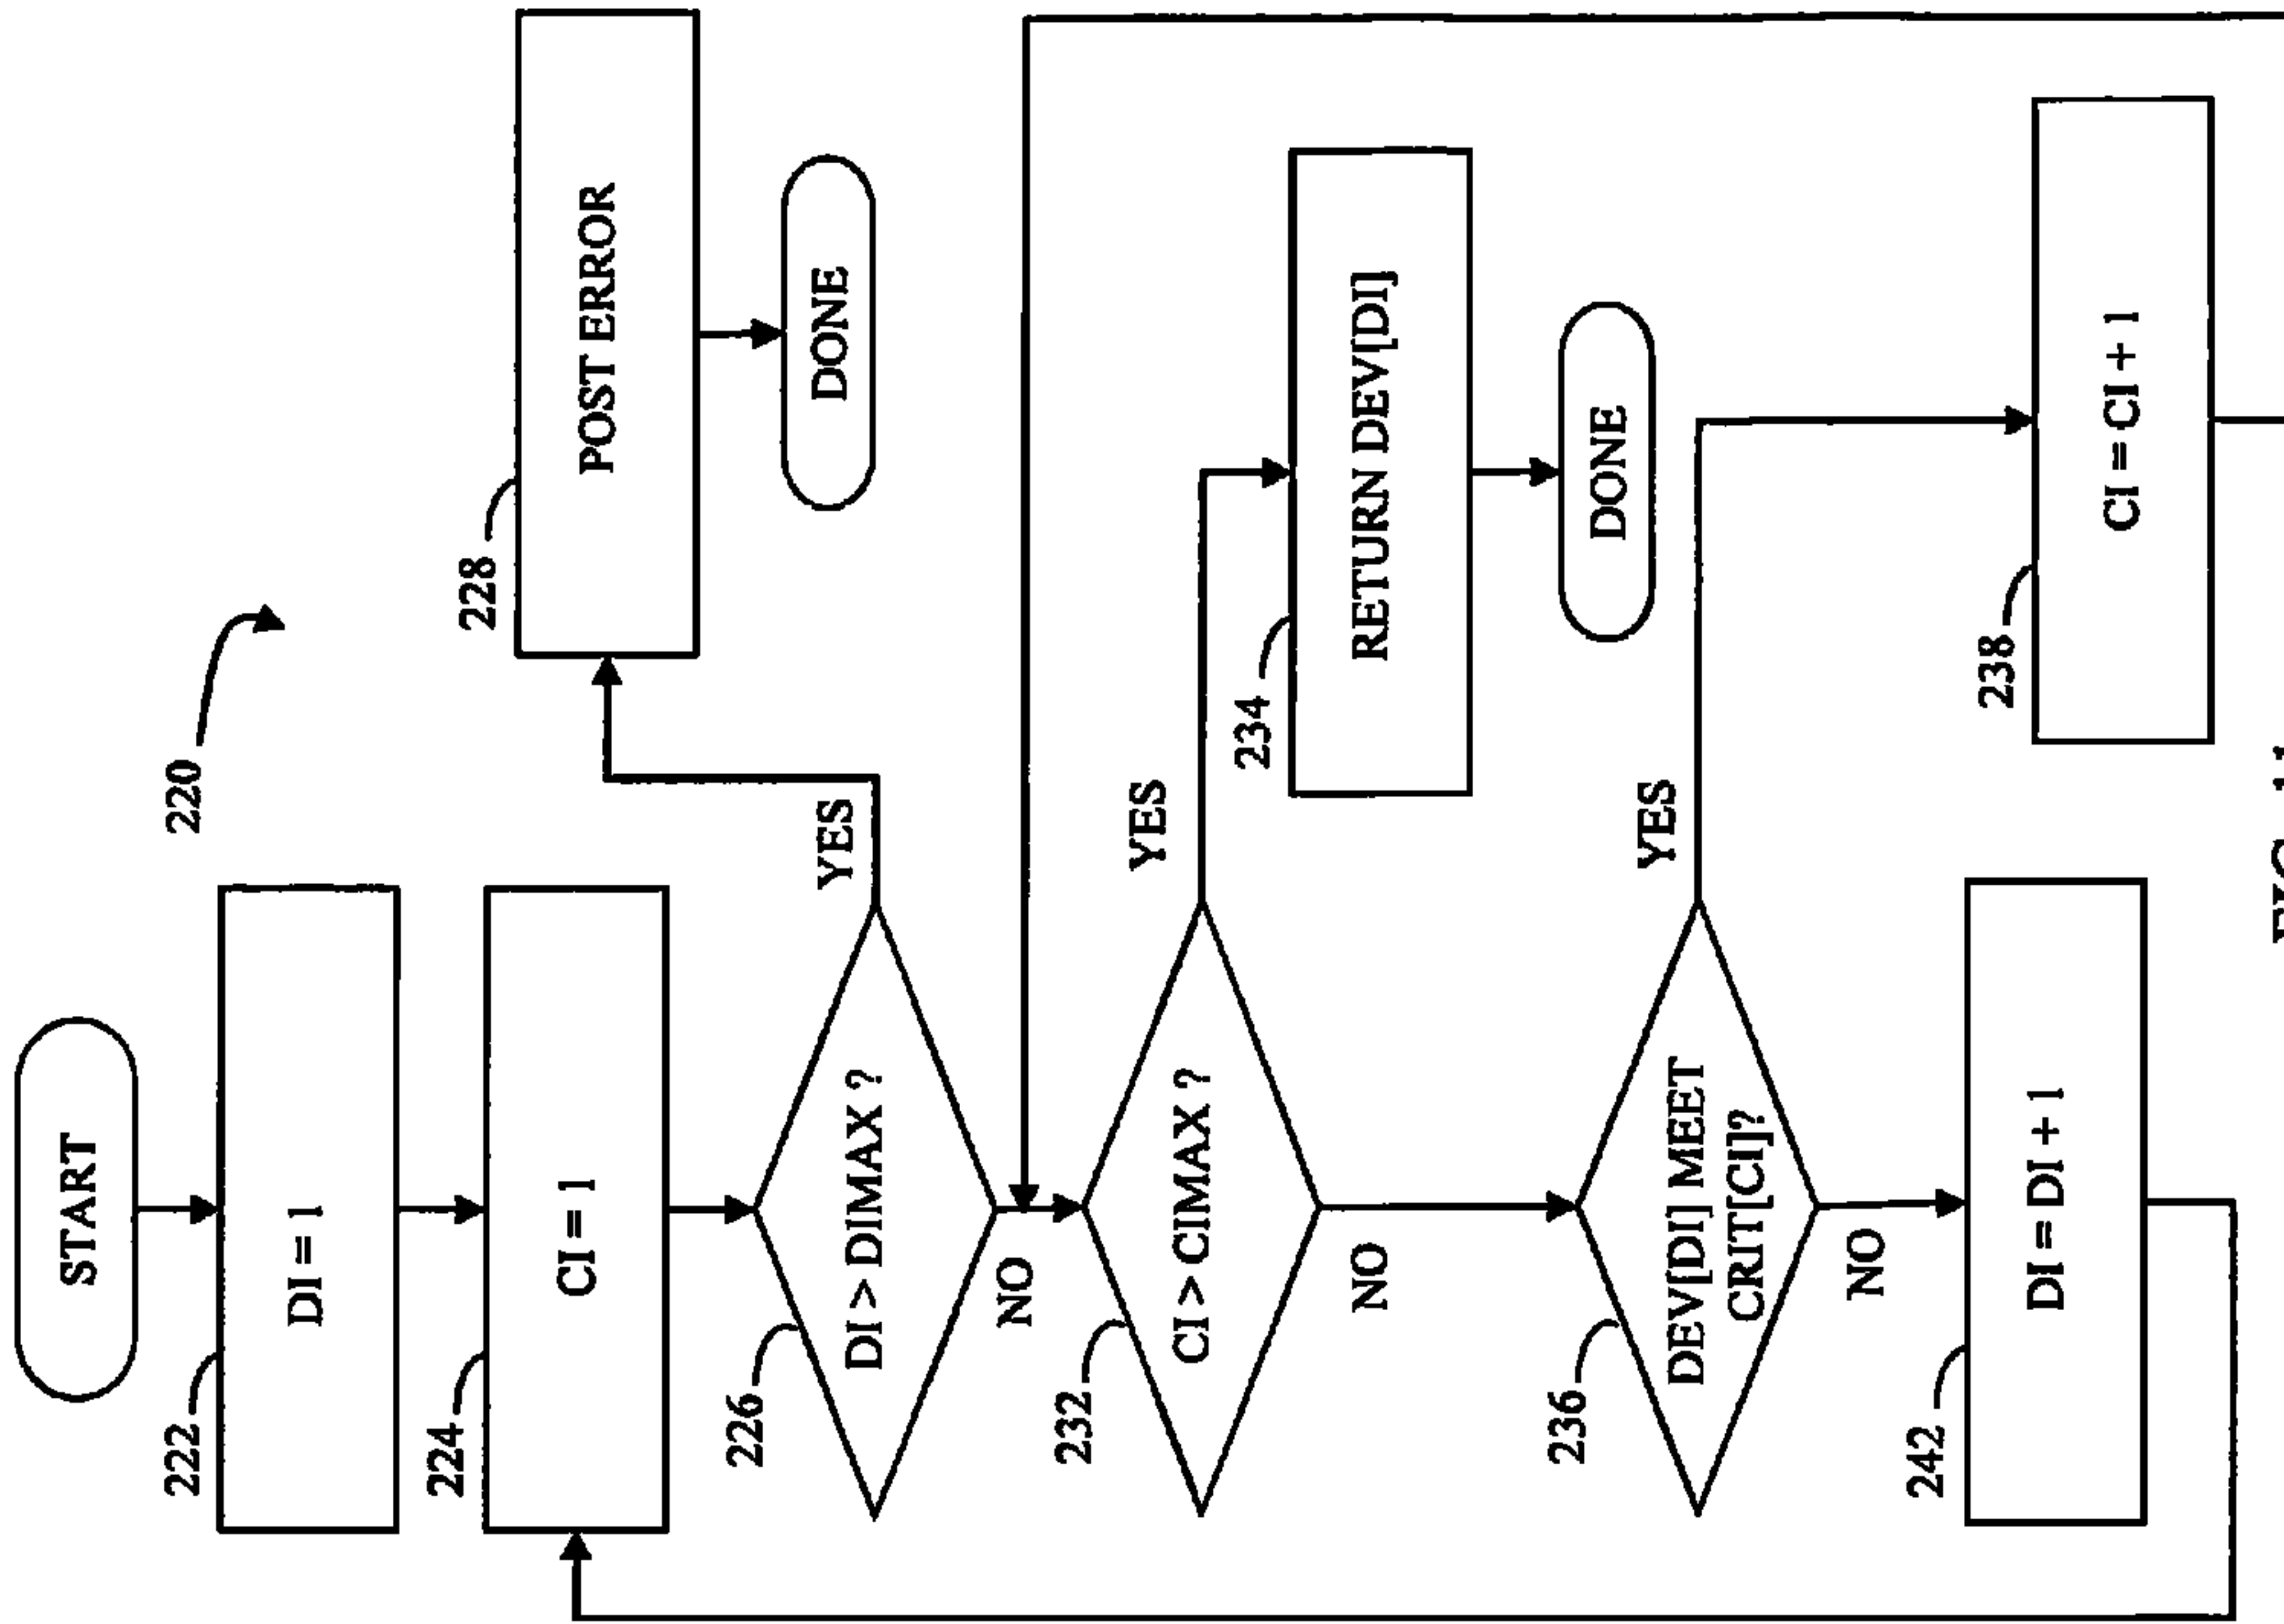 START
220
222
DI = 1
224
CI = 1
226
DI > DIMAX ?
YES
228
POST ERROR
DONE
NO
232
CI > CIMAX ?
YES
234
RETURN DEV[DI]
DONE
NO
236
DEV[DI] MEET
CRIT[CI]?
YES
238
CI = CI + 1
NO
242
DI = DI + 1